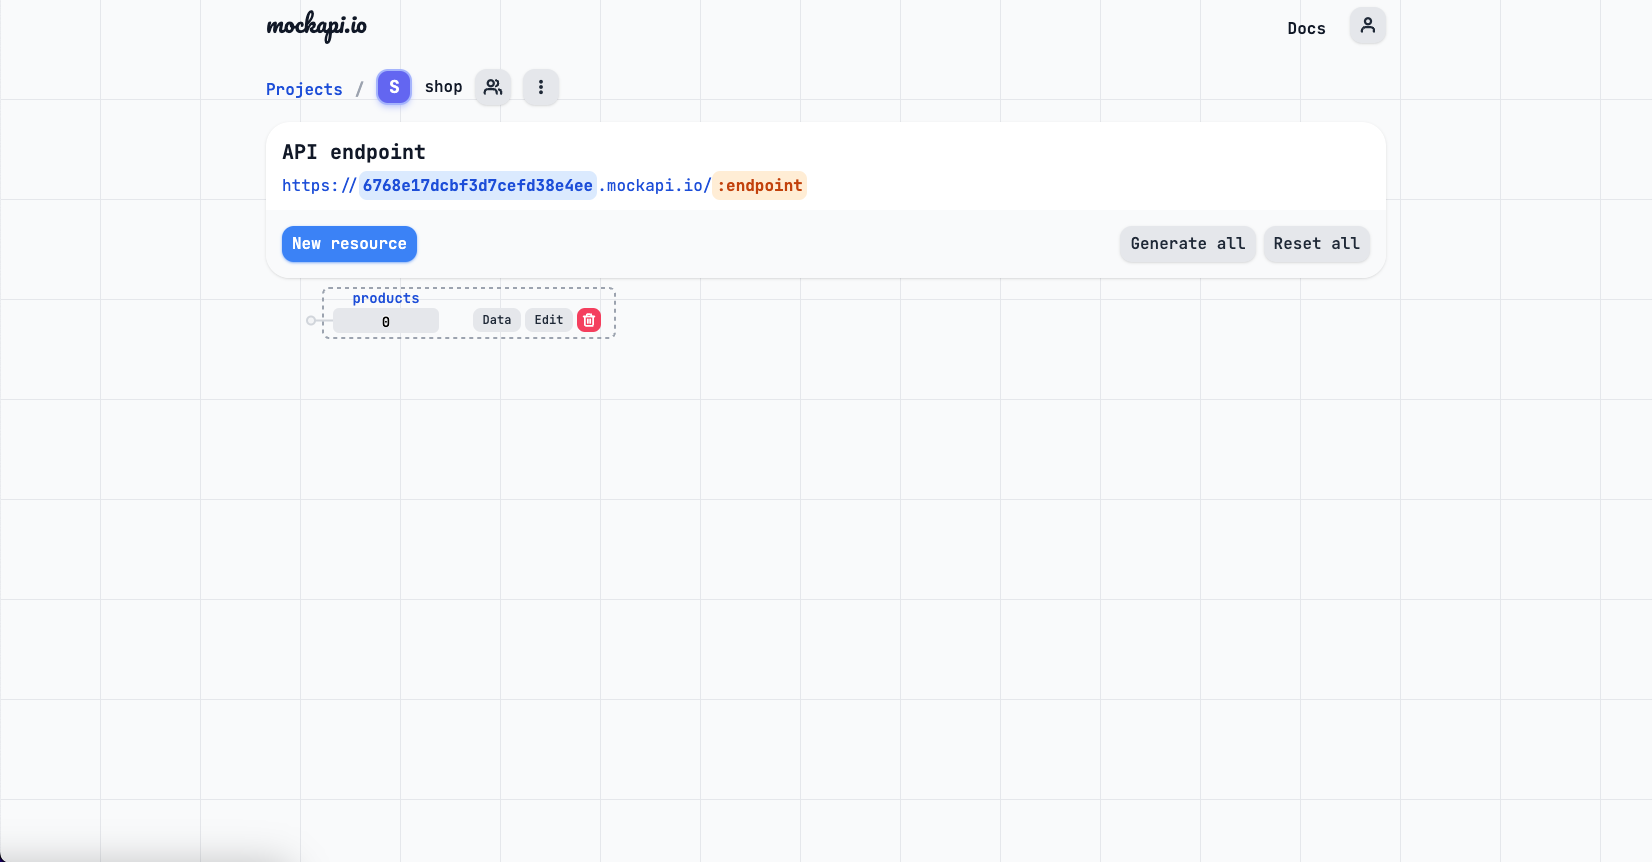 mockapi.io
Docs
Projects / S shop
API endpoint
https://6768e17dcbf3d7cefd38e4ee.mockapi.io/:endpoint
New resource
Generate all
Reset all
products
0
Data
Edit